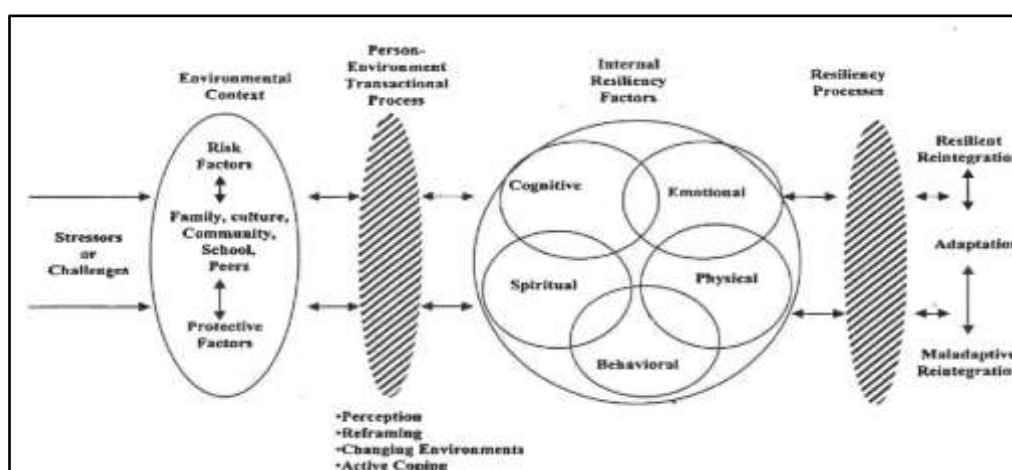 Environmental
Context
Person-
Environment
Transactional
Process
Internal
Resiliency
Factors
Resiliency
Processes
Stressors
or
Challenges
Risk
Factors
Family, culture,
Community,
School,
Peers
Protective
Factors
Cognitive
Emotional
Spiritual
Physical
Behavioral
Resilient
Reintegration
Adaptation
Maladaptive
Reintegration
•Perception
•Reframing
•Changing Environments
•Active Coping